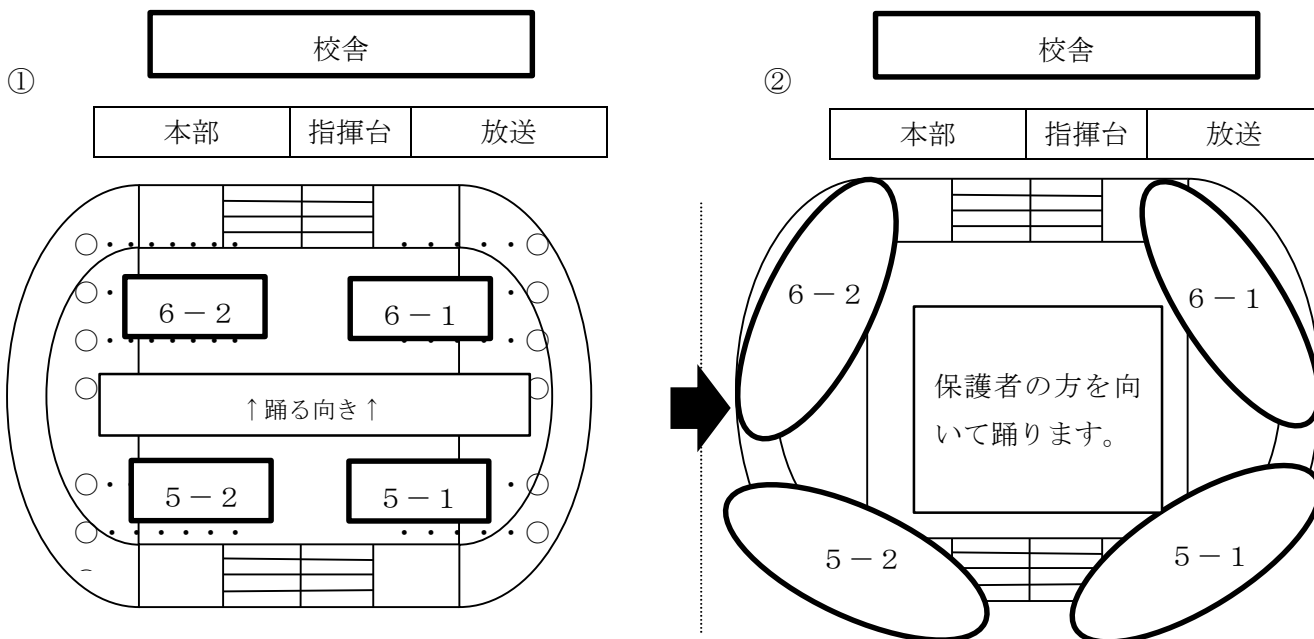 ①
校舎
本部 指揮台 放送
6－2 6－1
↑踊る向き↑
5－2 5－1
②
校舎
本部 指揮台 放送
6－2 6－1
保護者の方を向
いて踊ります。
5－2 5－1